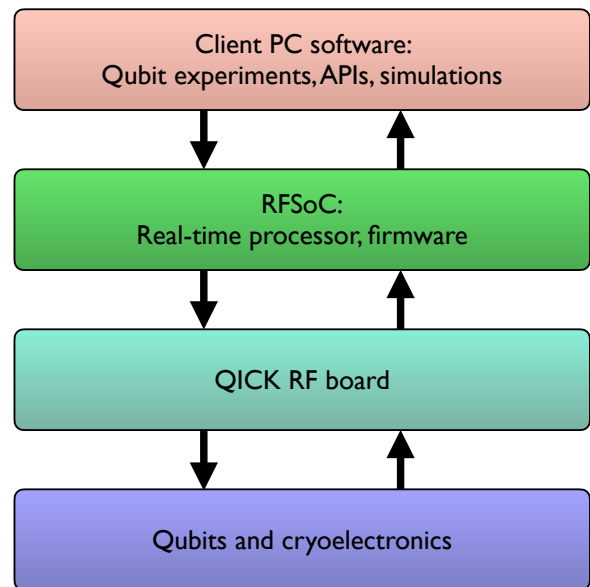 Client PC software:
Qubit experiments, APIs, simulations
RFSoC:
Real-time processor, firmware
QICK RF board
Qubits and cryoelectronics